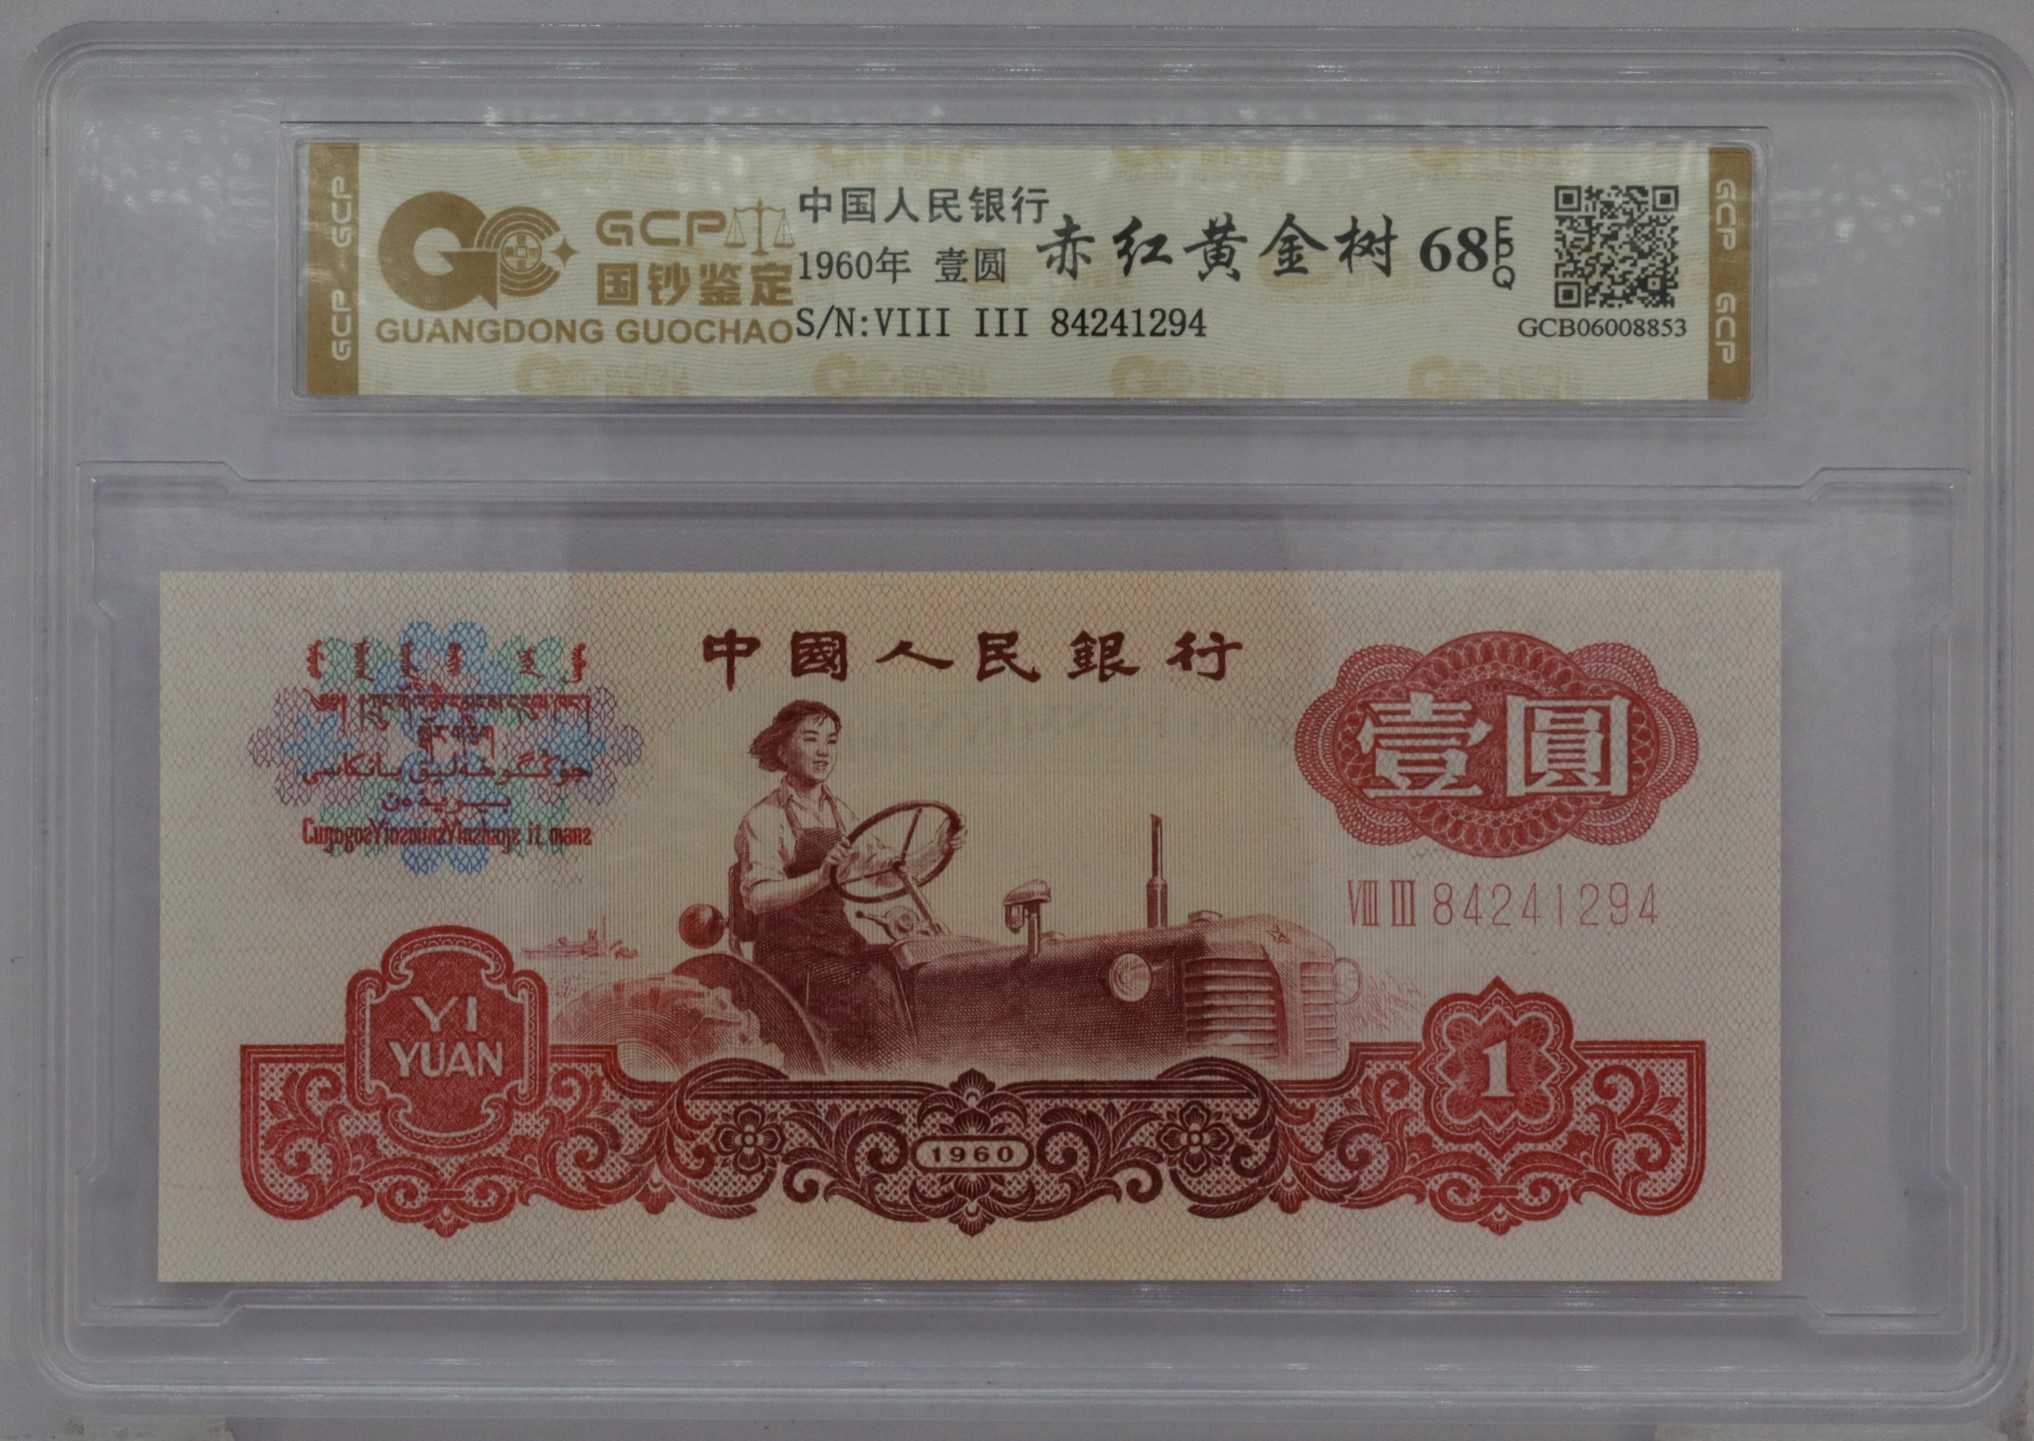 GCP
GCP
GCP
国钞鉴定
GUANGDONG GUOCHAO
中国人民银行
1960年 壹圆
S/N:VIII III 84241294
赤红黄金树 68
EPQ
GCB06008853
GCP
GCP
中國人民銀行
壹圓
VIII III 84241294
YI
YUAN
1960
1